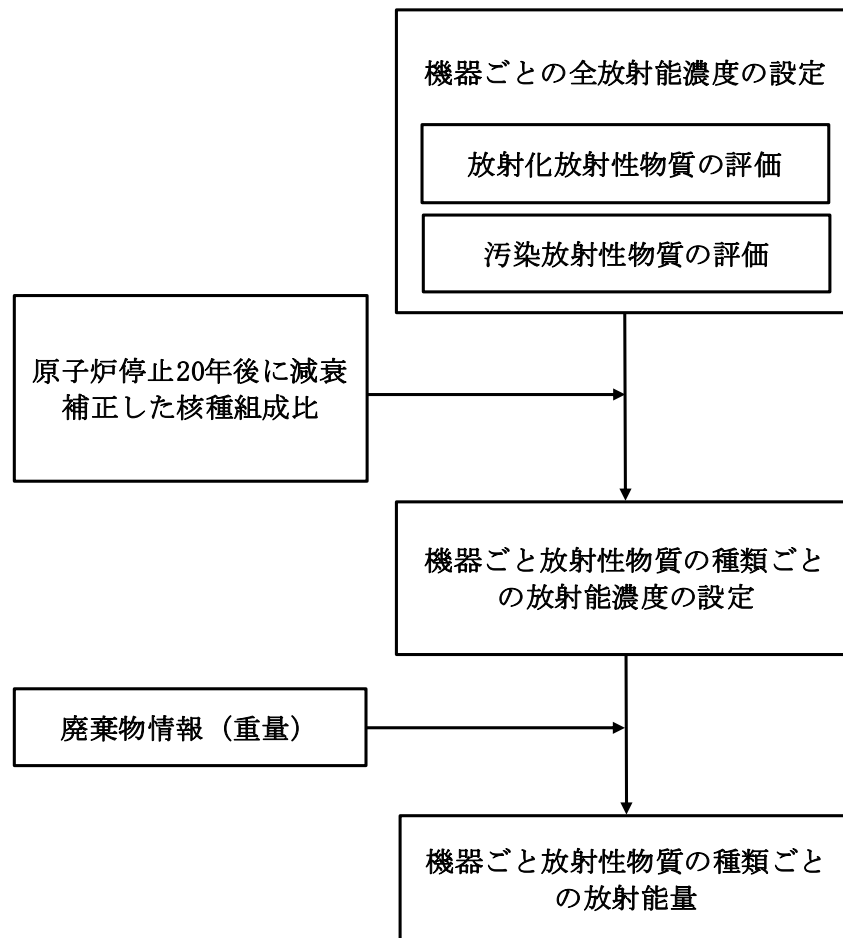 機器ごとの全放射能濃度の設定
放射化放射性物質の評価
汚染放射性物質の評価
原子炉停止20年後に減衰
補正した核種組成比
機器ごと放射性物質の種類ごと
の放射能濃度の設定
廃棄物情報（重量）
機器ごと放射性物質の種類ごと
の放射能量